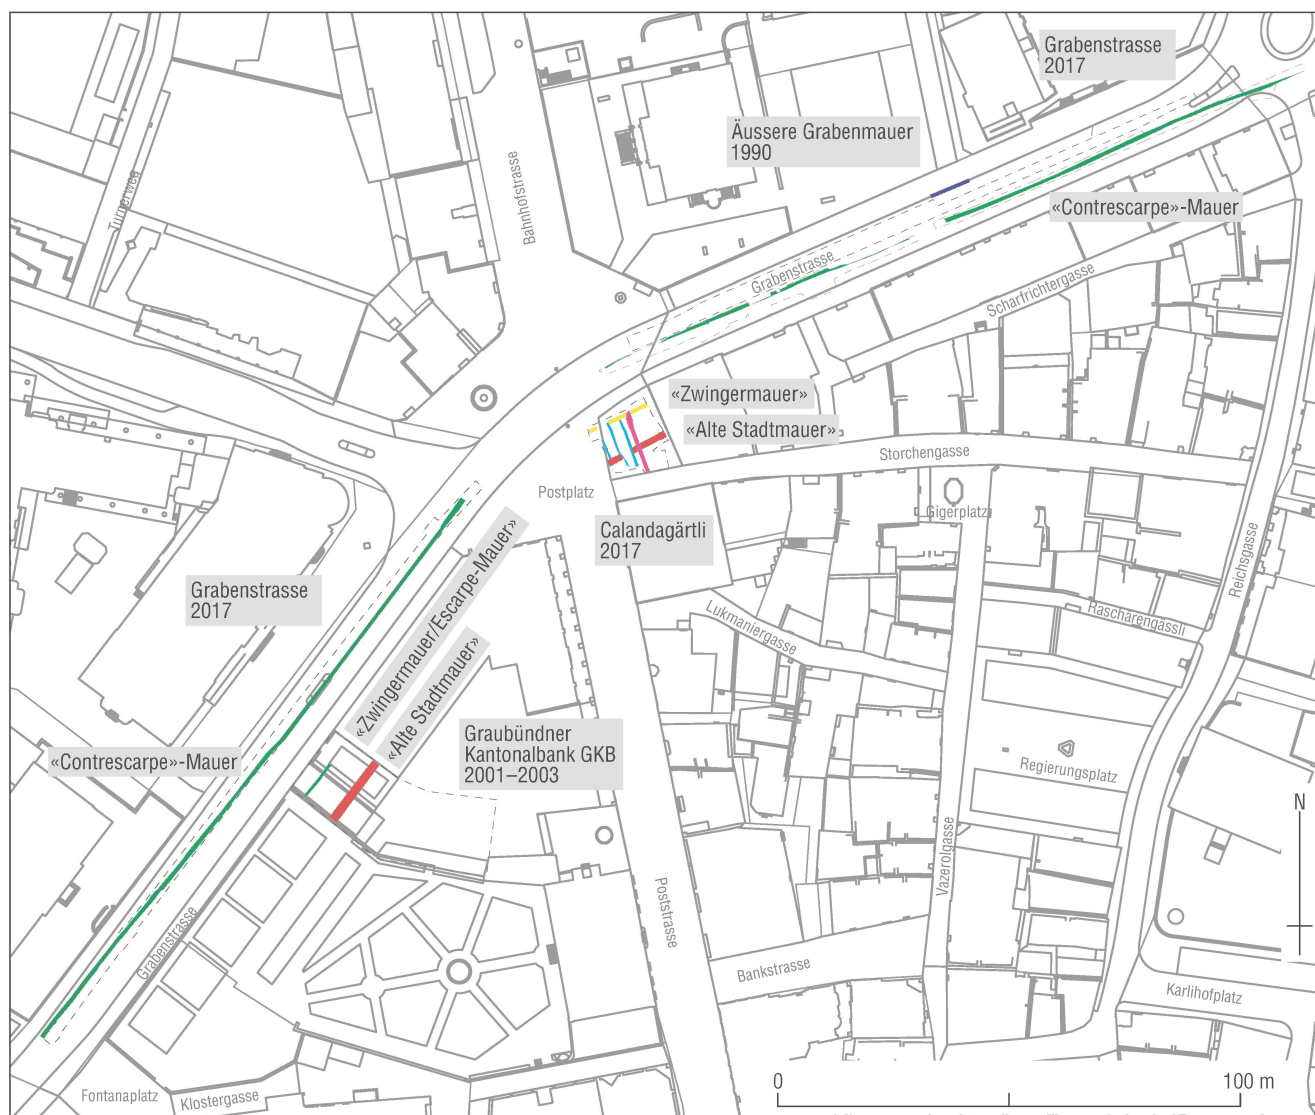 Grabenstrasse
2017
Äussere Grabenmauer
1990
Turnerweg
Bahnhofstrasse
«Contrescarpe»-Mauer
Grabenstrasse
Scharfrichtergasse
«Zwingermauer»
«Alte Stadtmauer»
Storchengasse
Postplatz
Gigerplatz
Calandagärtli
2017
Reichsgasse
Grabenstrasse
2017
«Zwingermauer/Escarpe-Mauer»
«Alte Stadtmauer»
Lukmaniergasse
Raschärengässli
Graubündner
Kantonalbank GKB
2001–2003
«Contrescarpe»-Mauer
Regierungsplatz
N
Vazerolgasse
Poststrasse
Grabenstrasse
Bankstrasse
Karlihofplatz
Fontanaplatz
Klostergasse
0
100 m